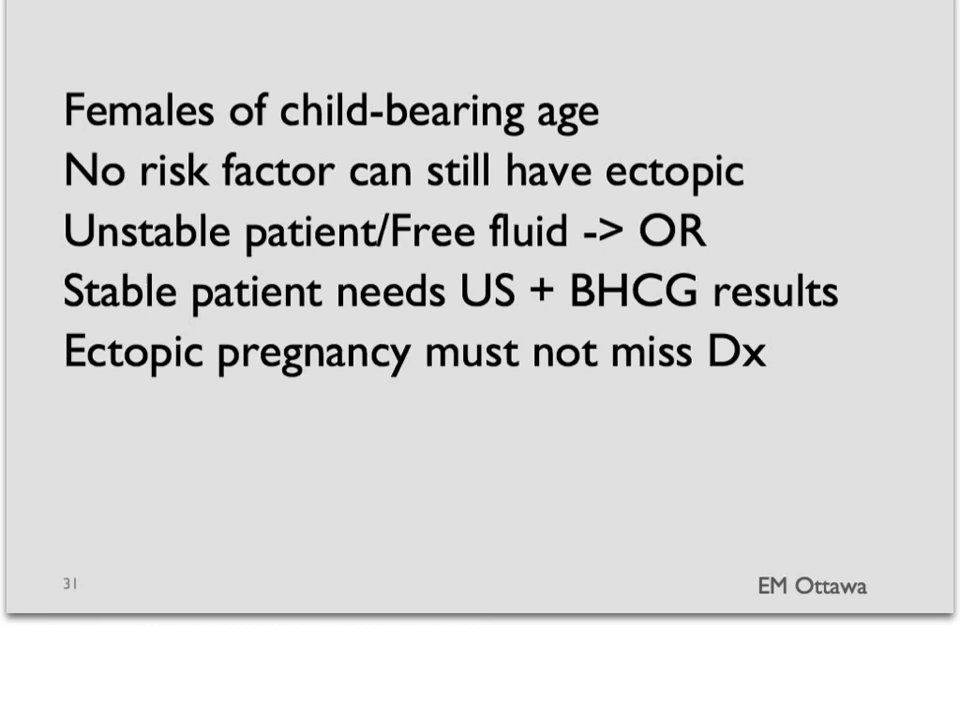 Females of child-bearing age
No risk factor can still have ectopic
Unstable patient/Free fluid -> OR
Stable patient needs US + BHCG results
Ectopic pregnancy must not miss Dx
31
EM Ottawa